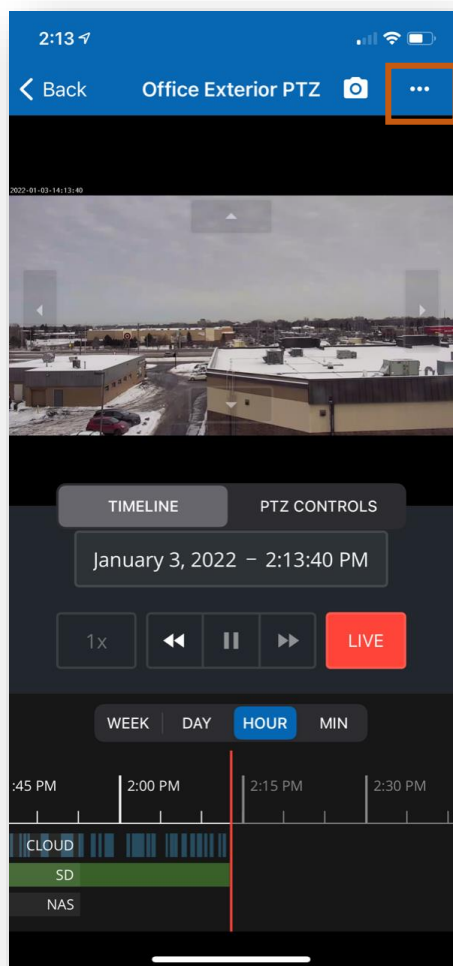 2:13
Back Office Exterior PTZ
2022-01-03-14:13:40
TIMELINE PTZ CONTROLS
January 3, 2022 – 2:13:40 PM
1x LIVE
WEEK DAY HOUR MIN
:45 PM 2:00 PM 2:15 PM 2:30 PM
CLOUD
SD
NAS